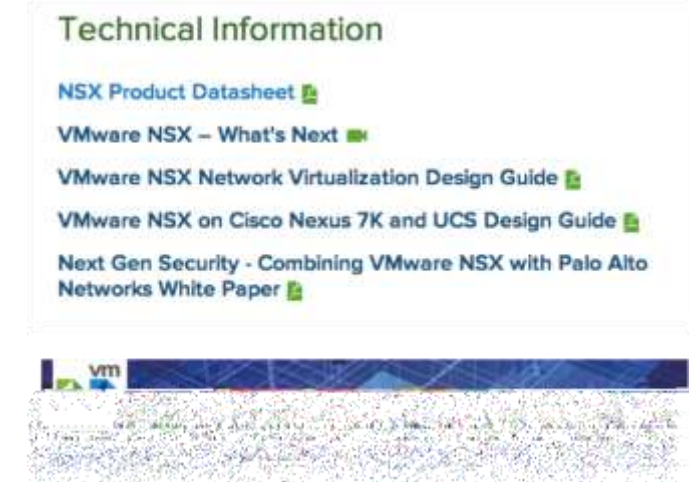 Technical Information
NSX Product Datasheet
VMware NSX – What's Next
VMware NSX Network Virtualization Design Guide
VMware NSX on Cisco Nexus 7K and UCS Design Guide
Next Gen Security - Combining VMware NSX with Palo Alto
Networks White Paper
vm